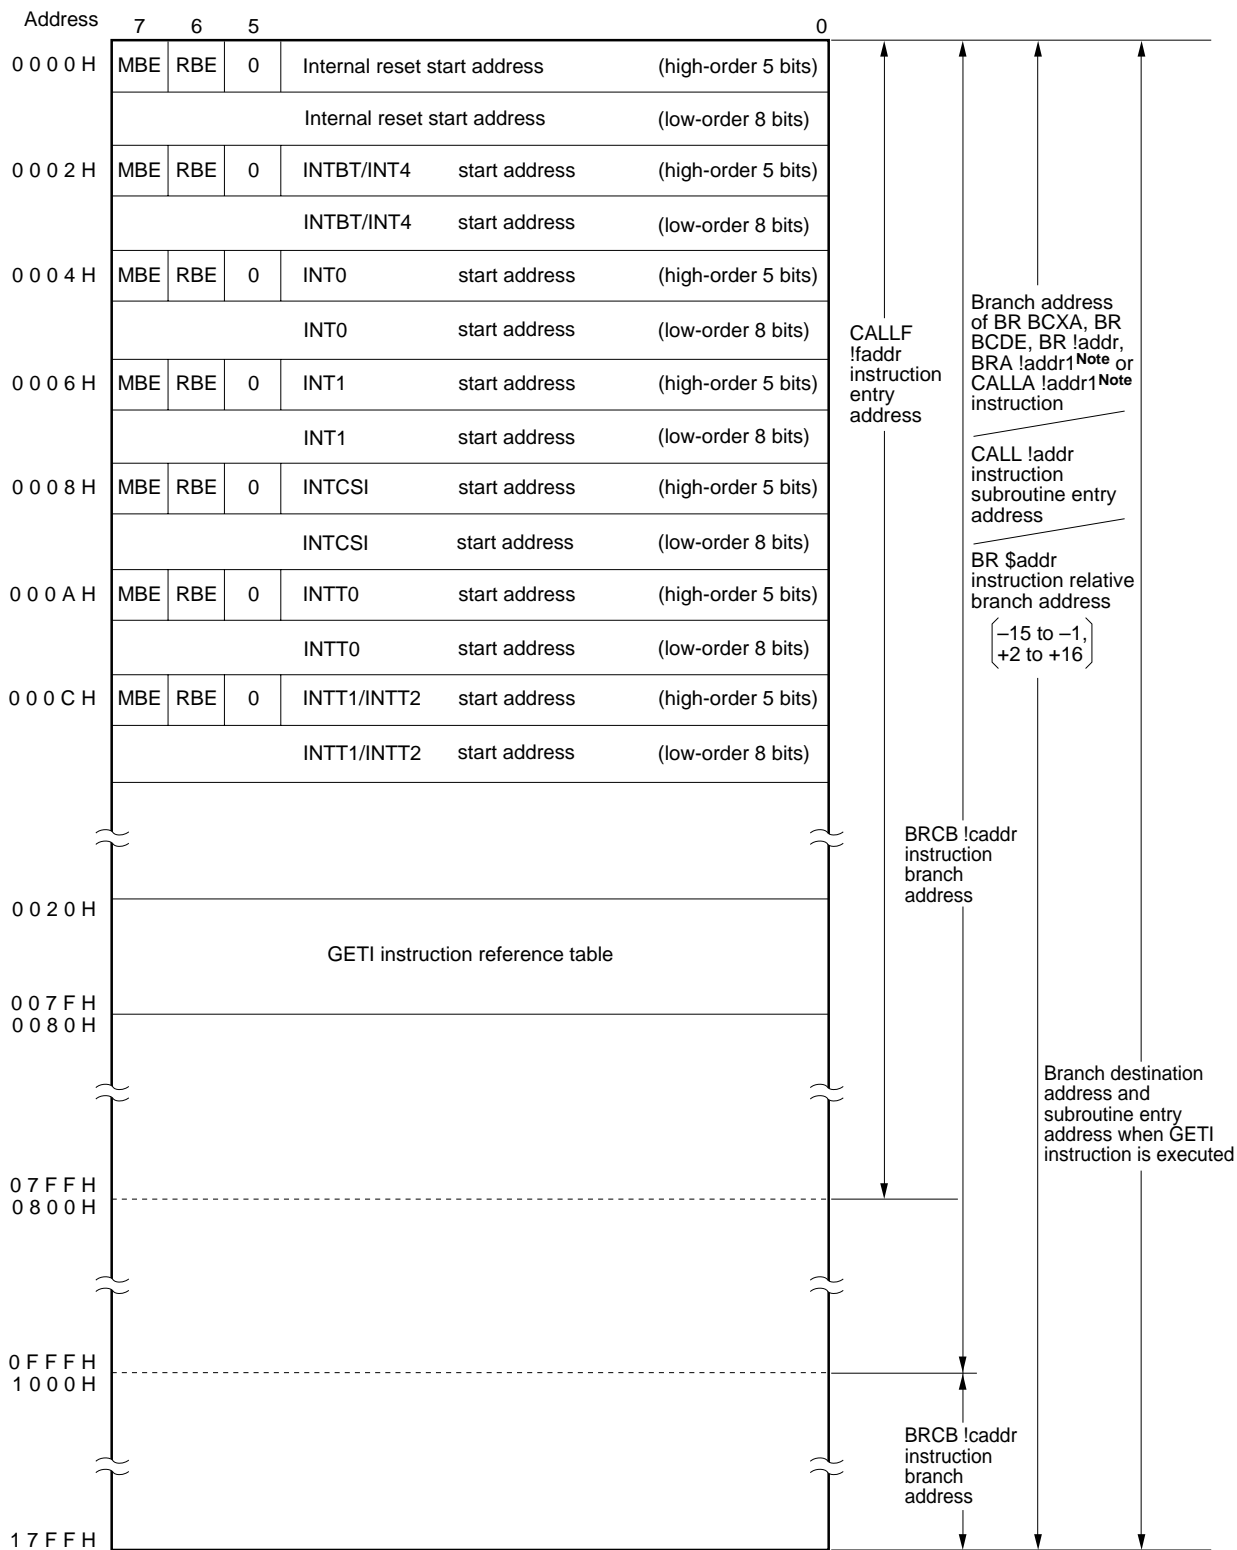 Address 7 6 5 0
0000H MBE RBE 0 Internal reset start address (high-order 5 bits)
Internal reset start address (low-order 8 bits)
0002H MBE RBE 0 INTBT/INT4 start address (high-order 5 bits)
INTBT/INT4 start address (low-order 8 bits)
0004H MBE RBE 0 INT0 start address (high-order 5 bits)
INT0 start address (low-order 8 bits)
0006H MBE RBE 0 INT1 start address (high-order 5 bits)
INT1 start address (low-order 8 bits)
0008H MBE RBE 0 INTCSI start address (high-order 5 bits)
INTCSI start address (low-order 8 bits)
000AH MBE RBE 0 INTT0 start address (high-order 5 bits)
INTT0 start address (low-order 8 bits)
000CH MBE RBE 0 INTT1/INTT2 start address (high-order 5 bits)
INTT1/INTT2 start address (low-order 8 bits)
0020H
GETI instruction reference table
007FH
0080H
07FFH
0800H
0FFFH
1000H
17FFH
CALLF
!faddr
instruction
entry
address
BRCB !caddr
instruction
branch
address
BRCB !caddr
instruction
branch
address
Branch address
of BR BCXA, BR
BCDE, BR !addr,
BRA !addr1Note or
CALLA !addr1Note
instruction
CALL !addr
instruction
subroutine entry
address
BR $addr
instruction relative
branch address
–15 to –1,
+2 to +16
Branch destination
address and
subroutine entry
address when GETI
instruction is executed